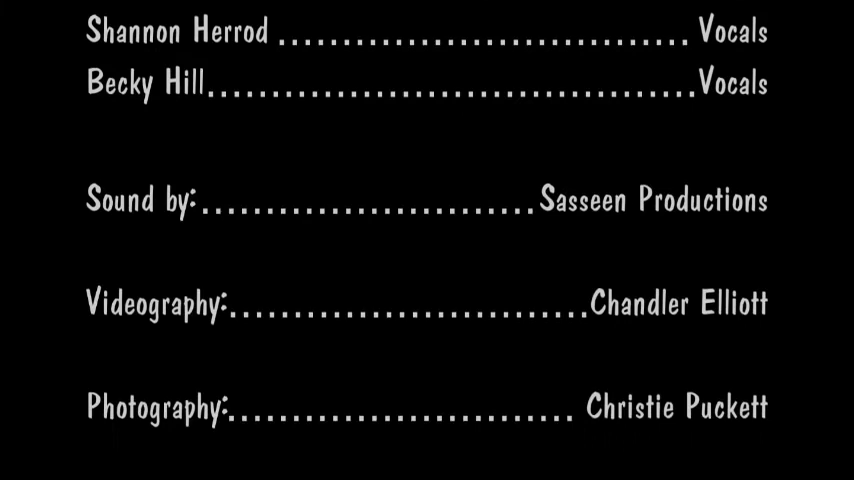 Shannon Herrod ................................ Vocals
Becky Hill......................................Vocals
Sound by:..........................Sasseen Productions
Videography:............................Chandler Elliott
Photography:........................... Christie Puckett